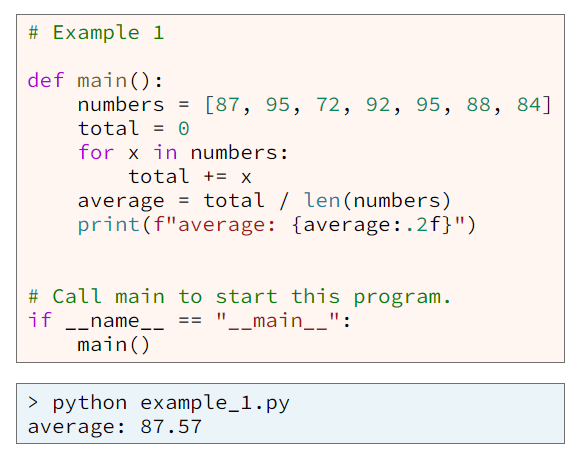 # Example 1

def main():
    numbers = [87, 95, 72, 92, 95, 88, 84]
    total = 0
    for x in numbers:
        total += x
    average = total / len(numbers)
    print(f"average: {average:.2f}")


# Call main to start this program.
if __name__ == "__main__":
    main()

> python example_1.py
average: 87.57